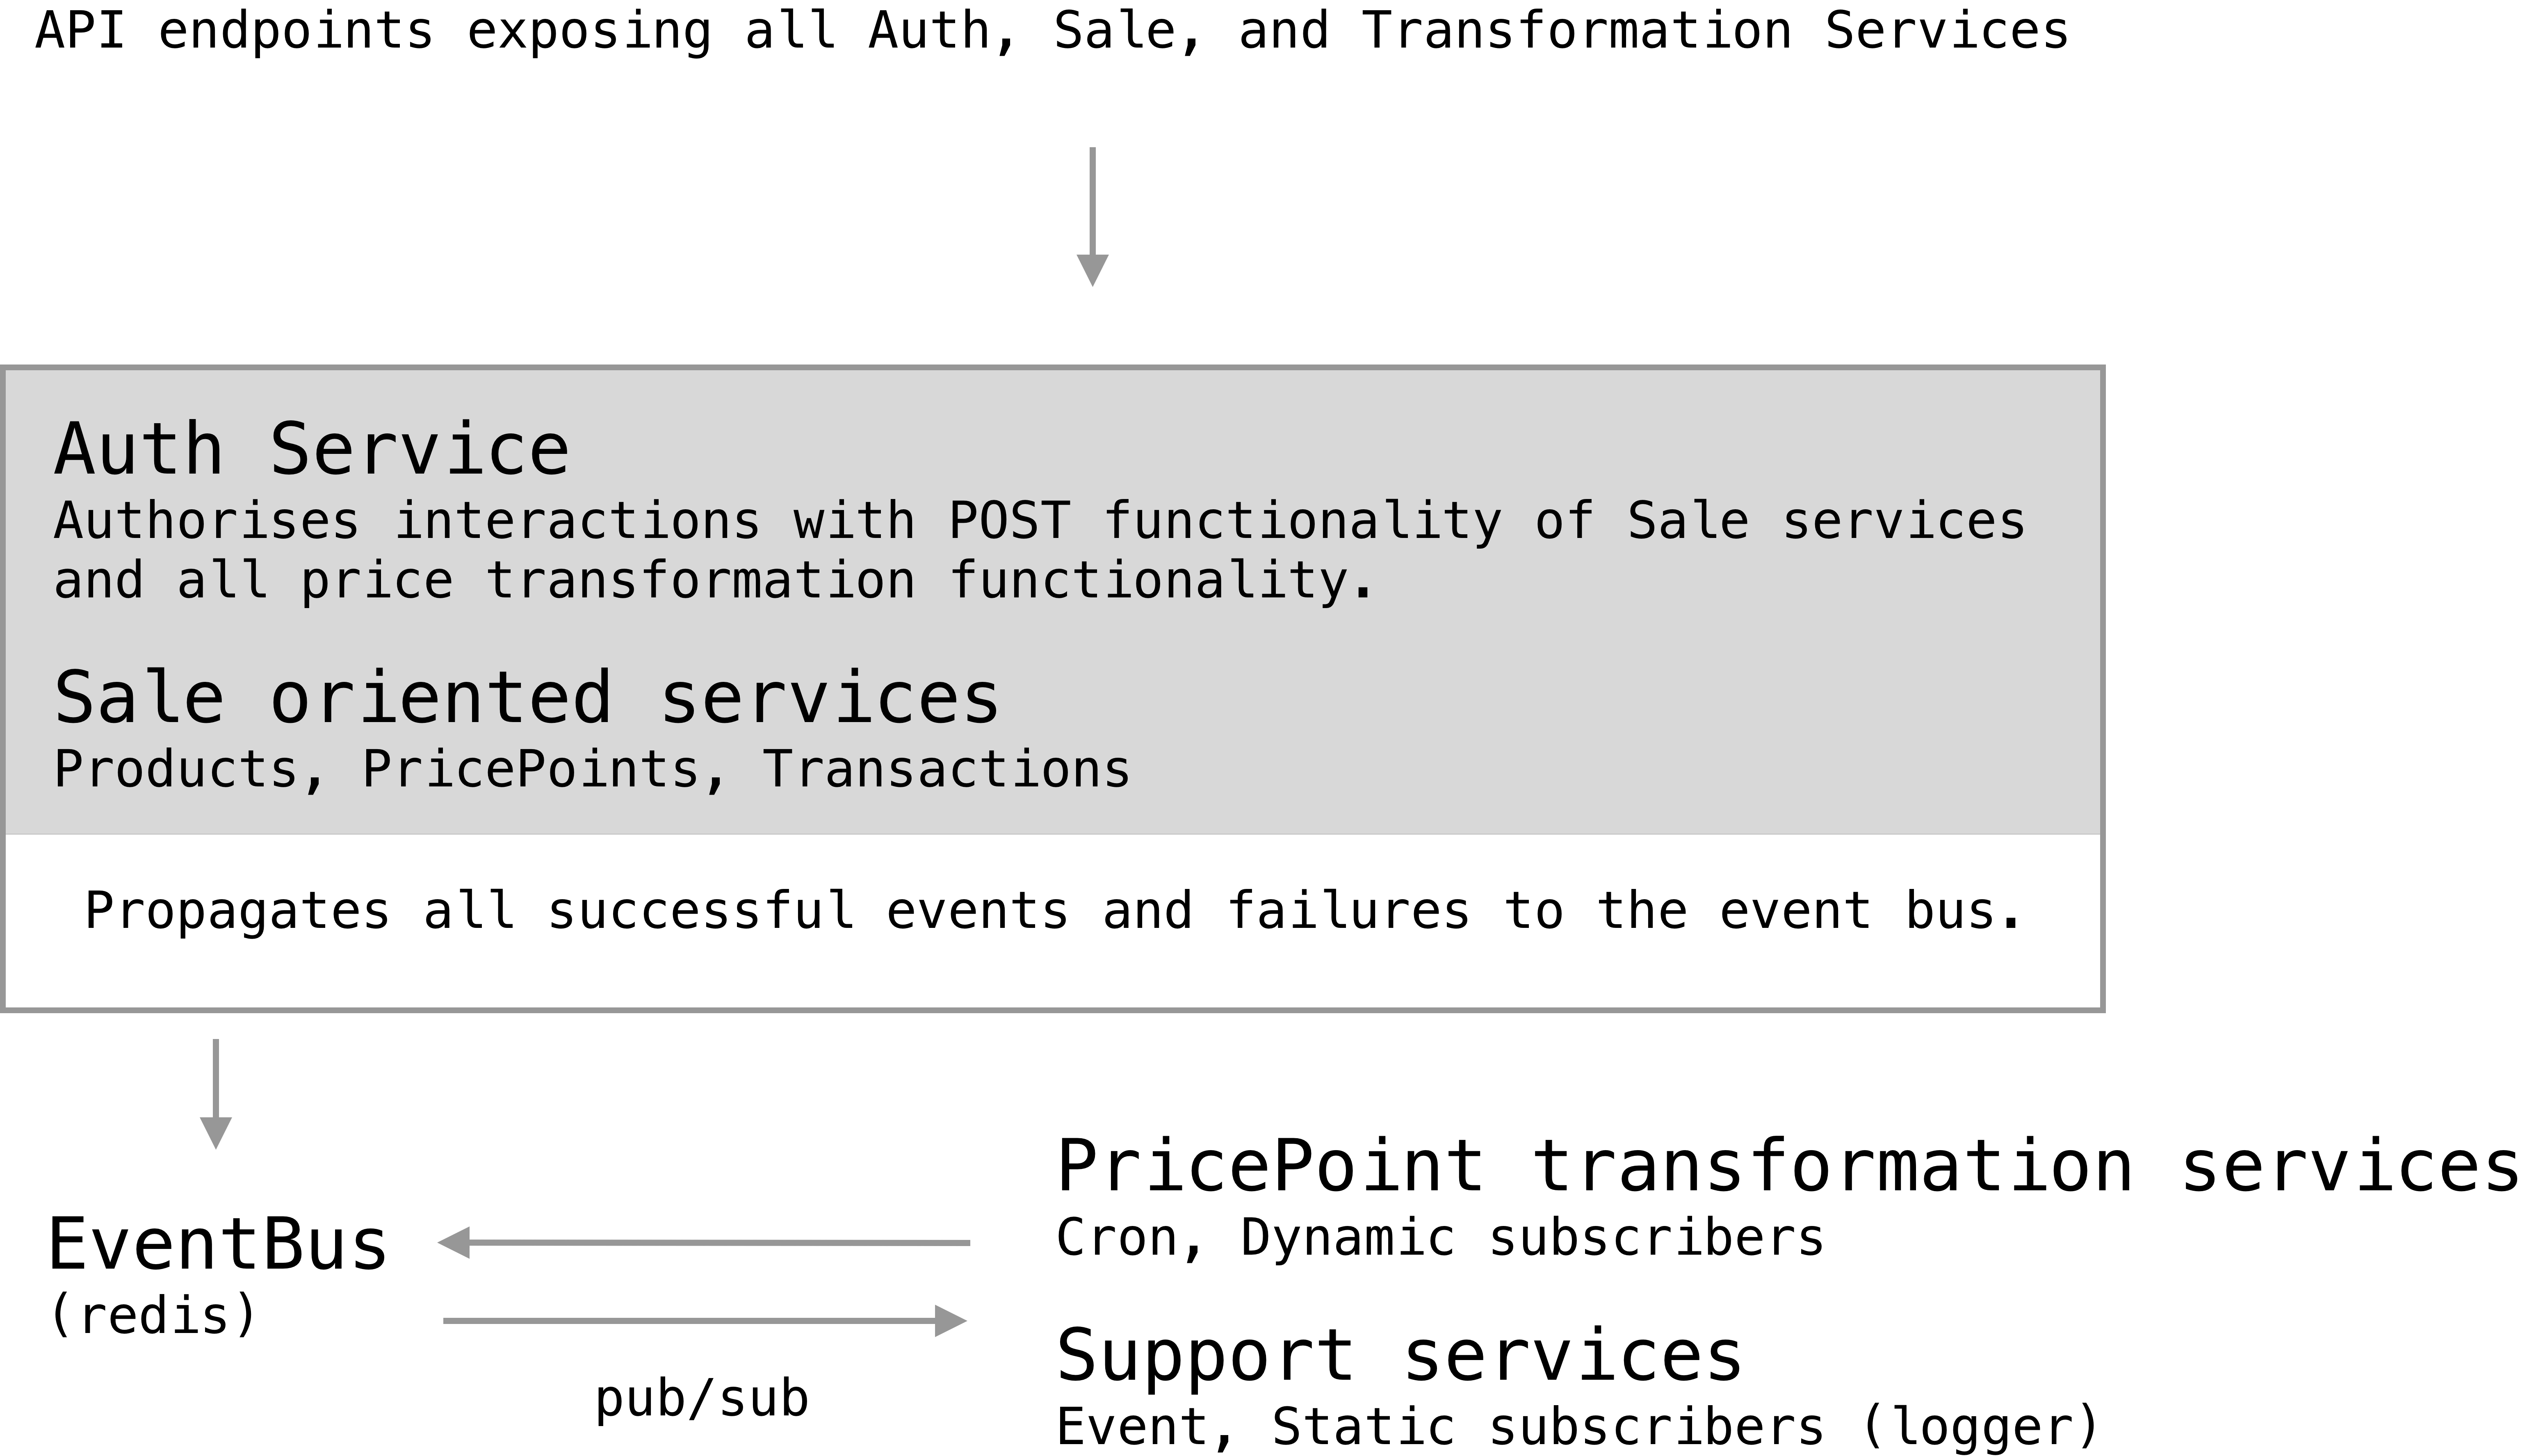 API endpoints exposing all Auth, Sale, and Transformation Services
Auth Service
Authorises interactions with POST functionality of Sale services
and all price transformation functionality.
Sale oriented services
Products, PricePoints, Transactions
Propagates all successful events and failures to the event bus.
EventBus
(redis)
pub/sub
PricePoint transformation services
Cron, Dynamic subscribers
Support services
Event, Static subscribers (logger)